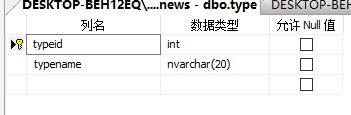 DESKTOP-BEH12EQ\....news - dbo.type DESKTOP-BEH
列名 数据类型 允许 Null 值
typeid int
typename nvarchar(20)